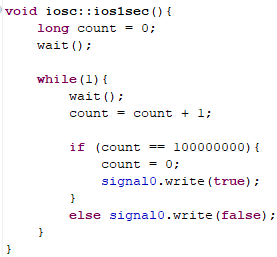 void iosc::ios1sec(){
    long count = 0;
    wait();

    while(1){
        wait();
        count = count + 1;

        if (count == 100000000){
            count = 0;
            signal0.write(true);
        }
        else signal0.write(false);
    }
}